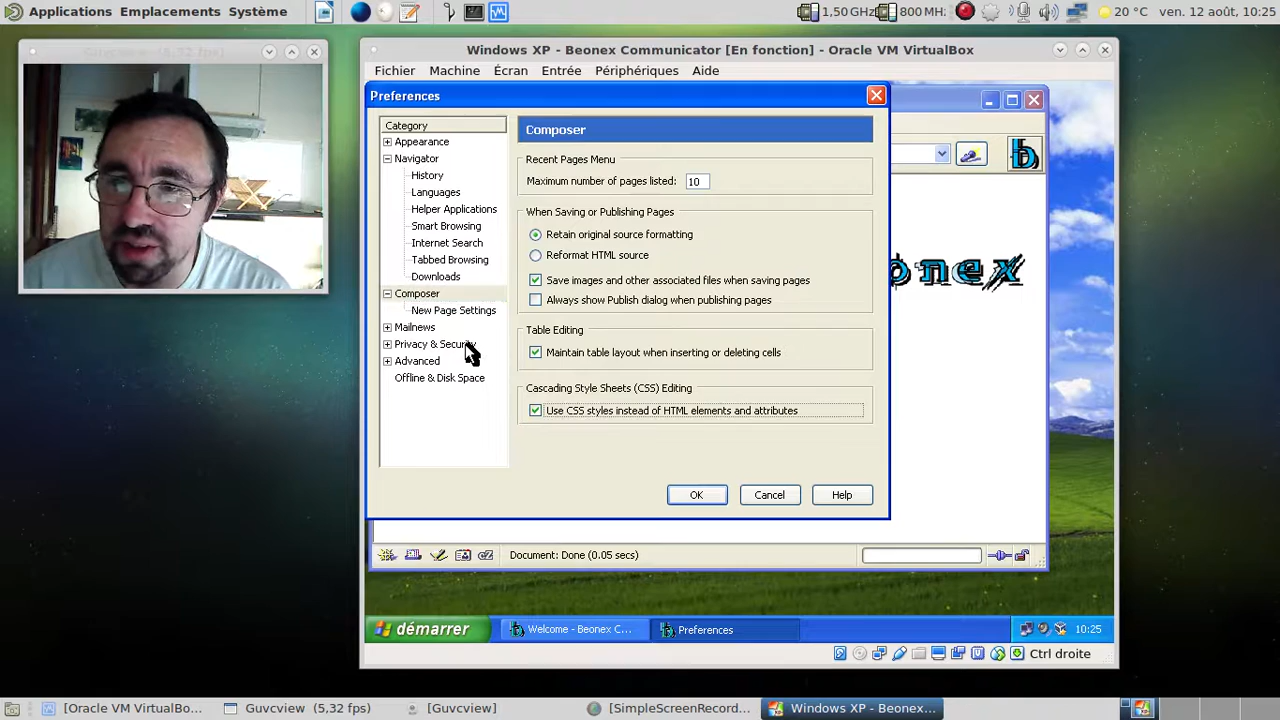 Applications Emplacements Système
1,50 GHz 800 MH: 20 °C ven. 12 août, 10:25
Guvcview (5,32 fps)
Windows XP - Beonex Communicator [En fonction] - Oracle VM VirtualBox
Fichier Machine Écran Entrée Périphériques Aide
Preferences
Category
Appearance
Navigator
History
Languages
Helper Applications
Smart Browsing
Internet Search
Tabbed Browsing
Downloads
Composer
New Page Settings
Mailnews
Privacy & Security
Advanced
Offline & Disk Space
Composer
Recent Pages Menu
Maximum number of pages listed: 10
When Saving or Publishing Pages
Retain original source formatting
Reformat HTML source
Save images and other associated files when saving pages
Always show Publish dialog when publishing pages
Table Editing
Maintain table layout when inserting or deleting cells
Cascading Style Sheets (CSS) Editing
Use CSS styles instead of HTML elements and attributes
OK Cancel Help
onex
Document: Done (0.05 secs)
démarrer Welcome - Beonex C... Preferences 10:25
Ctrl droite
[Oracle VM VirtualBo... Guvcview (5,32 fps) [Guvcview] [SimpleScreenRecord... Windows XP - Beonex...